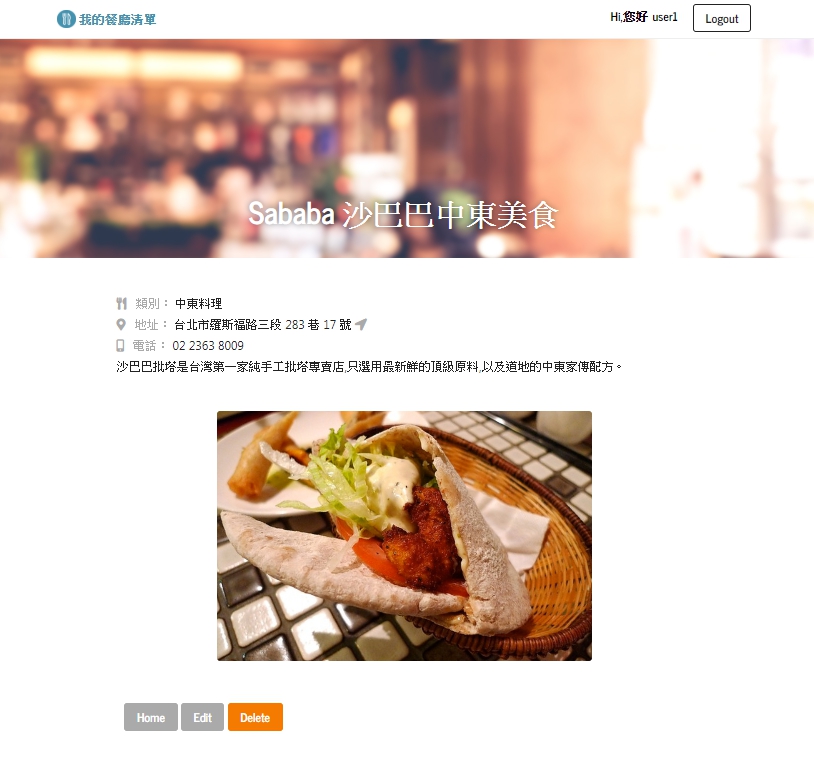 我的餐廳清單
Hi,您好 user1 Logout
Sababa 沙巴巴中東美食
類別： 中東料理
地址： 台北市羅斯福路三段 283 巷 17 號
電話： 02 2363 8009
沙巴巴批塔是台灣第一家純手工批塔專賣店,只選用最新鮮的頂級原料,以及道地的中東家傳配方。
Home Edit Delete